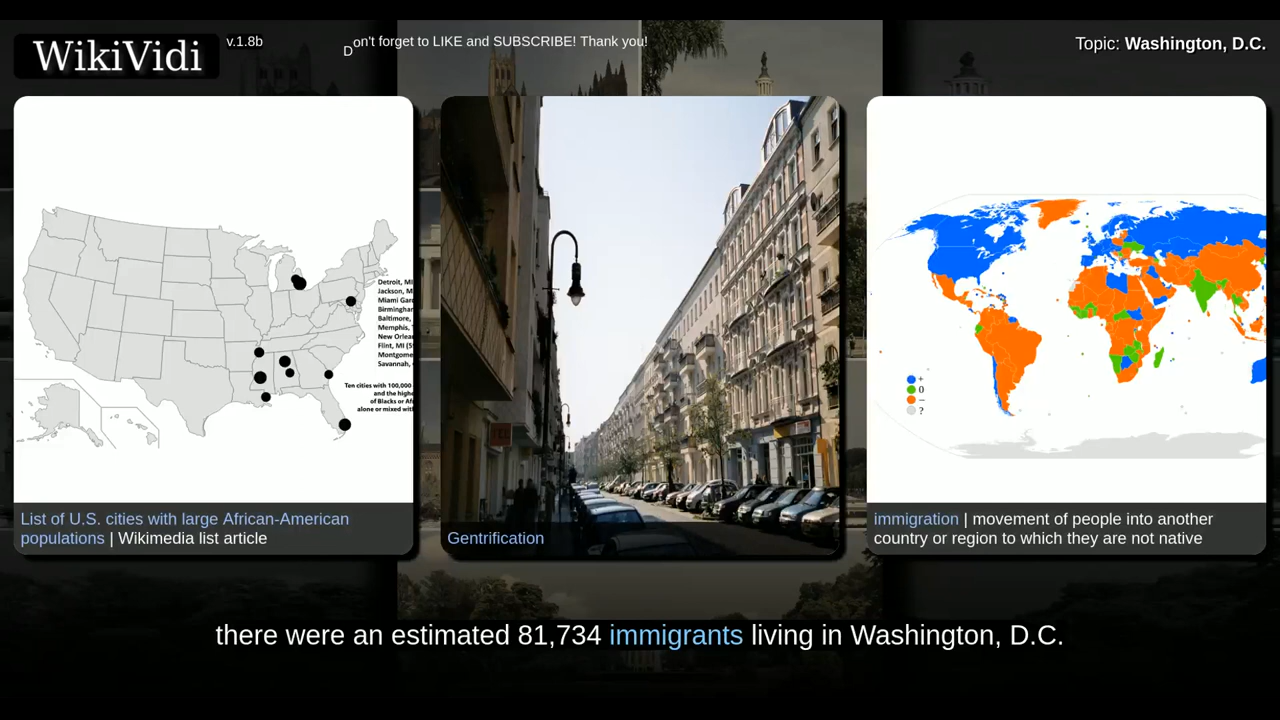 WikiVidi
v.1.8b
Don't forget to LIKE and SUBSCRIBE! Thank you!
Topic: Washington, D.C.
Detroit, MI
Jackson, M
Miami Gar
Birmingha
Baltimore,
Memphis, T
New Orlea
Flint, MI (5
Montgome
Savannah,
Ten cities with 100,000
and the highe
of Blacks or Af
alone or mixed wit
+
0
–
?
List of U.S. cities with large African-American
populations | Wikimedia list article
Gentrification
immigration | movement of people into another
country or region to which they are not native
there were an estimated 81,734 immigrants living in Washington, D.C.